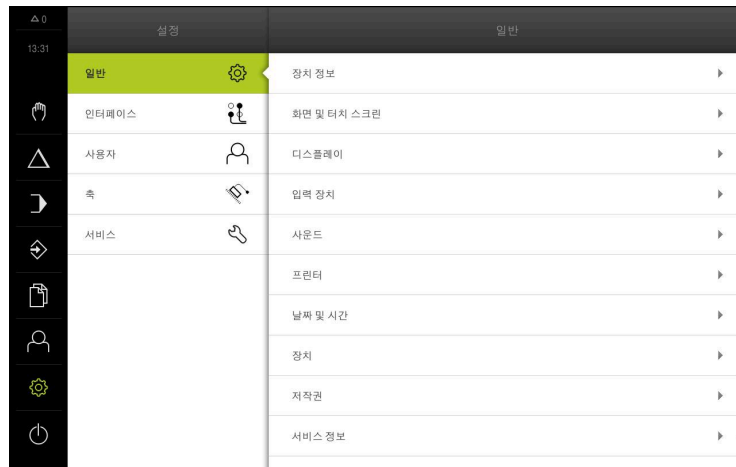 △ 0
13:31
설정
일반
인터페이스
사용자
축
서비스
일반
장치 정보
화면 및 터치 스크린
디스플레이
입력 장치
사운드
프린터
날짜 및 시간
장치
저작권
서비스 정보